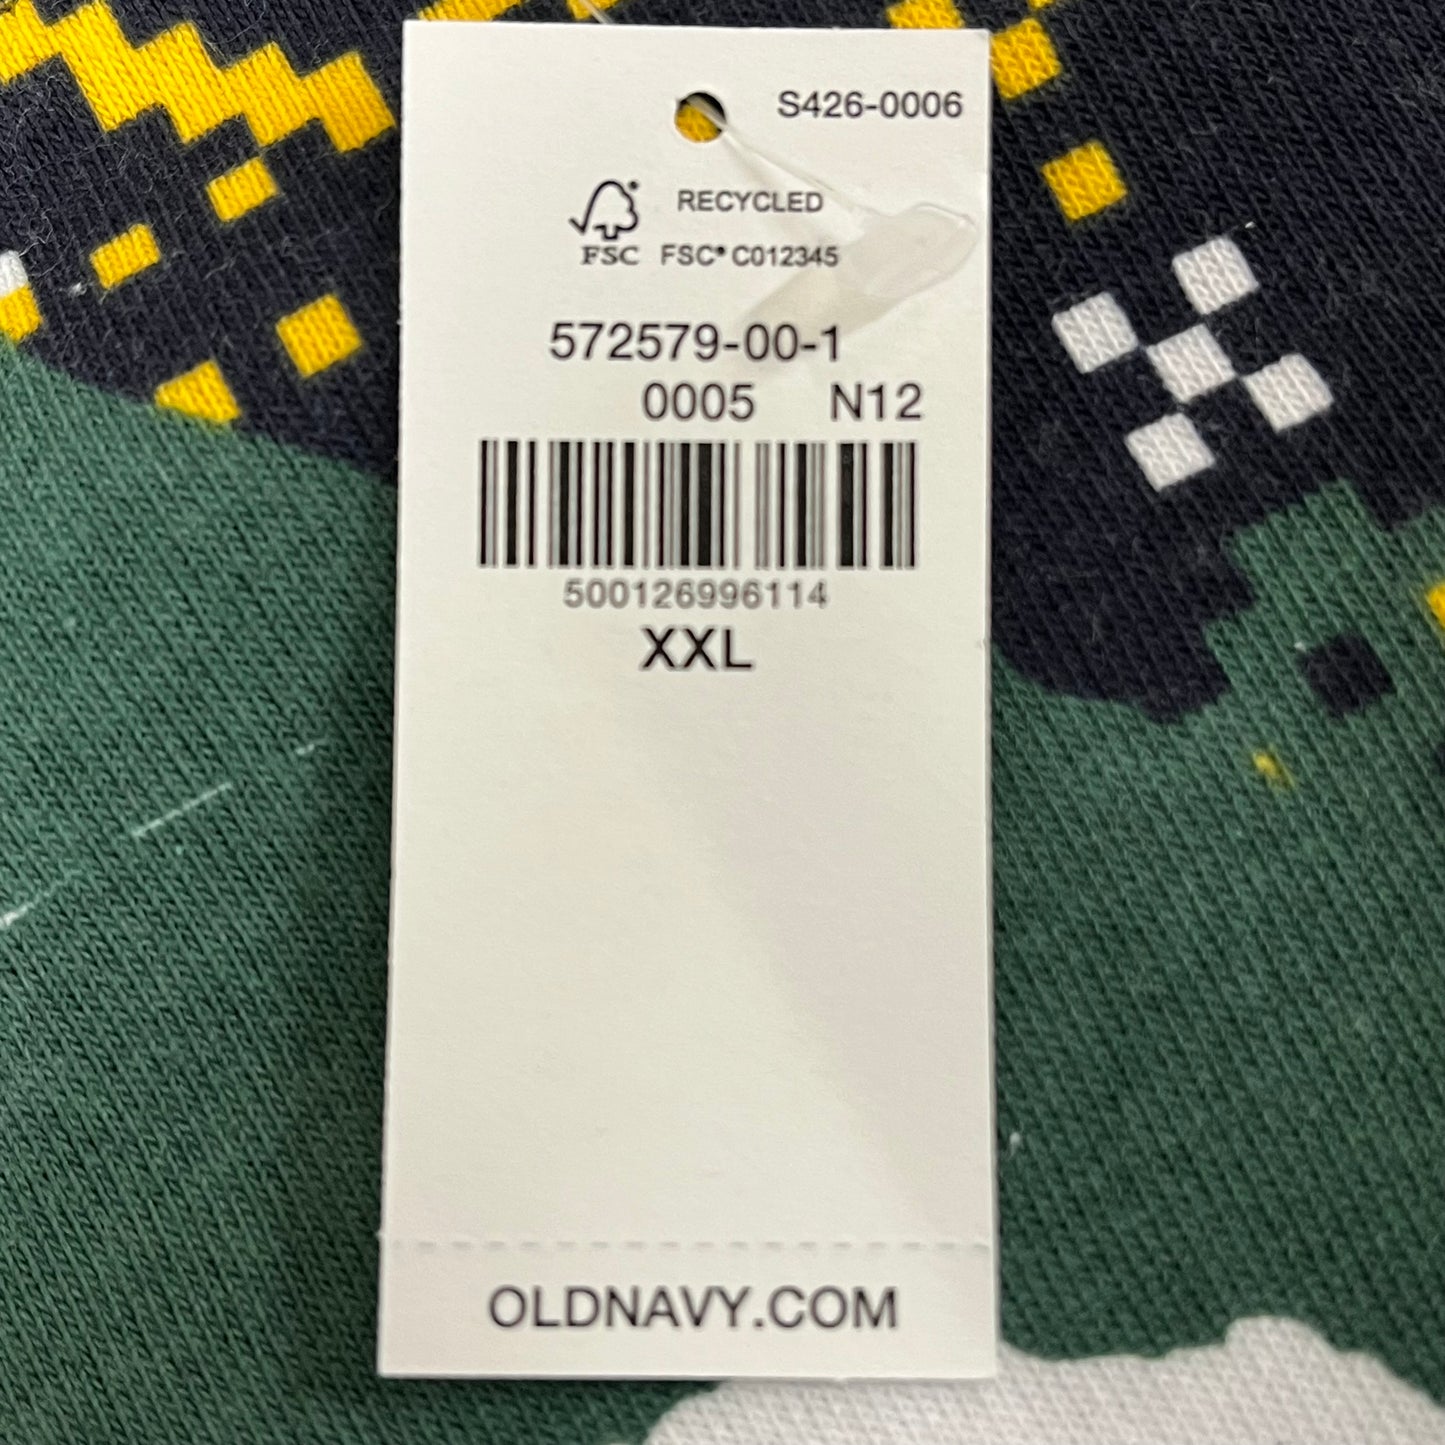 S426-0006
RECYCLED
FSC FSC® C012345
572579-00-1
0005 N12
500126996114
XXL
OLDNAVY.COM